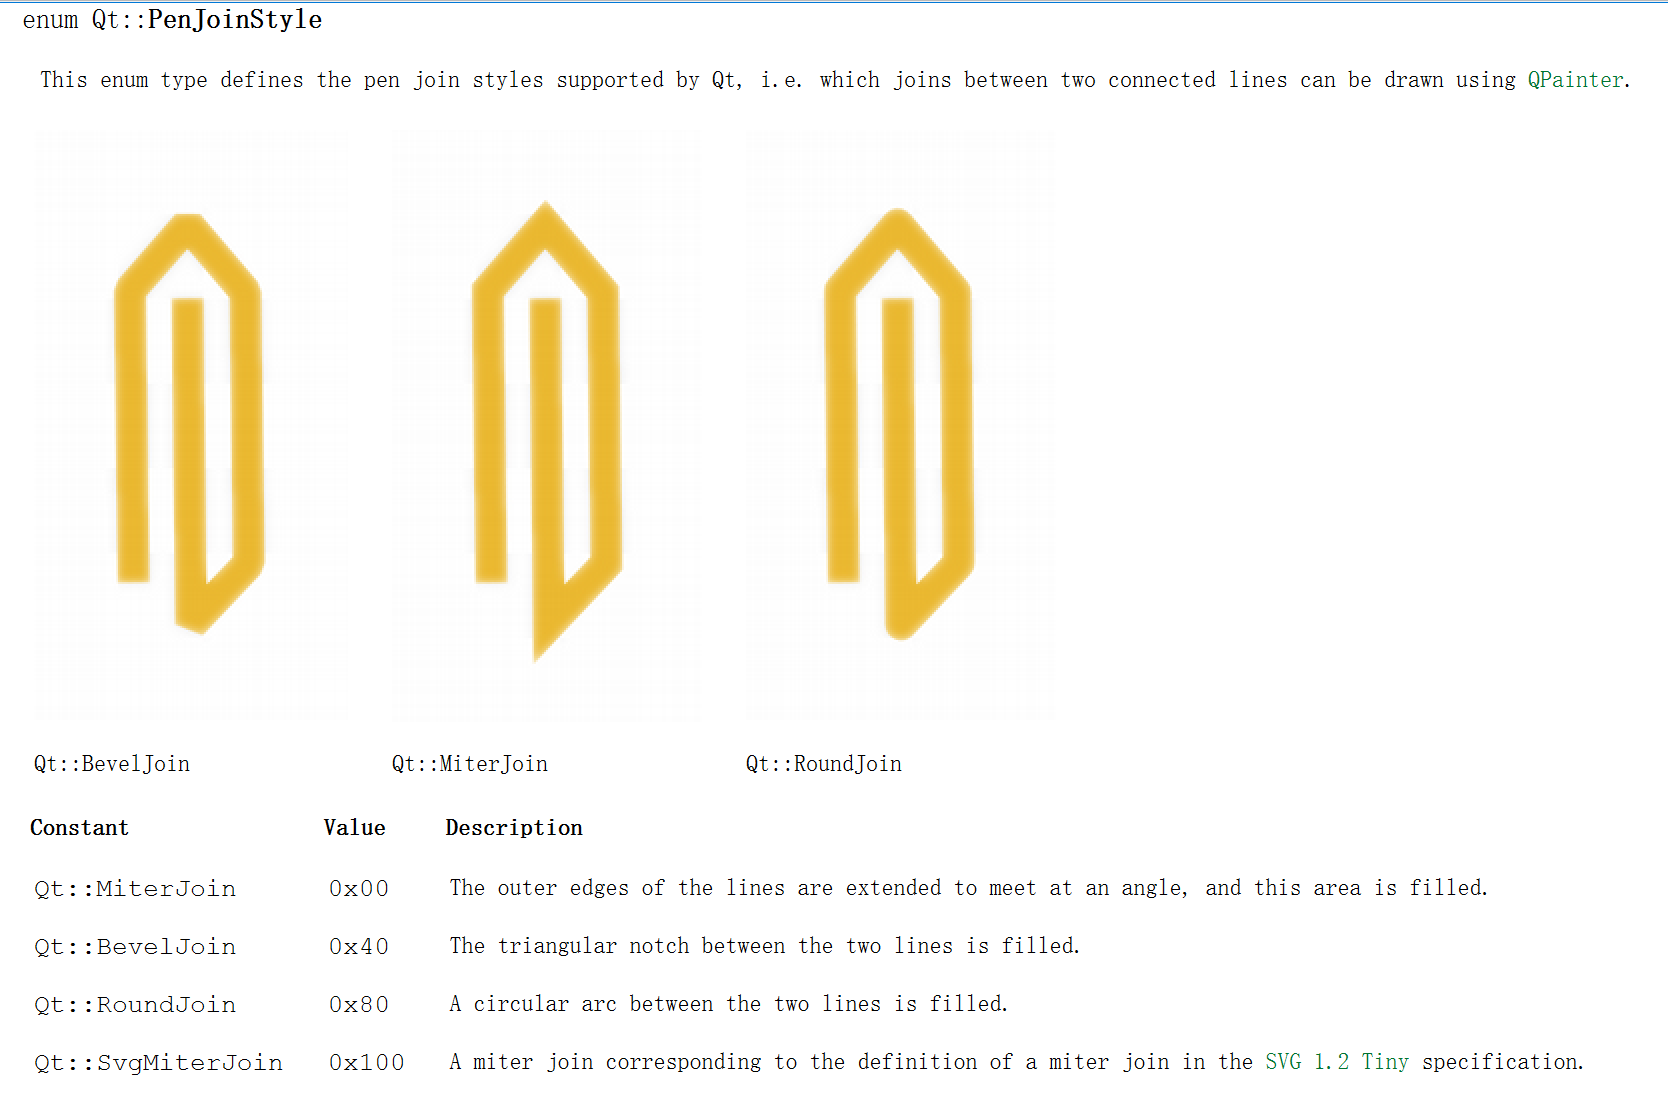 enum Qt::PenJoinStyle
This enum type defines the pen join styles supported by Qt, i.e. which joins between two connected lines can be drawn using QPainter.
Qt::BevelJoin Qt::MiterJoin Qt::RoundJoin
Constant Value Description
Qt::MiterJoin 0x00 The outer edges of the lines are extended to meet at an angle, and this area is filled.
Qt::BevelJoin 0x40 The triangular notch between the two lines is filled.
Qt::RoundJoin 0x80 A circular arc between the two lines is filled.
Qt::SvgMiterJoin 0x100 A miter join corresponding to the definition of a miter join in the SVG 1.2 Tiny specification.